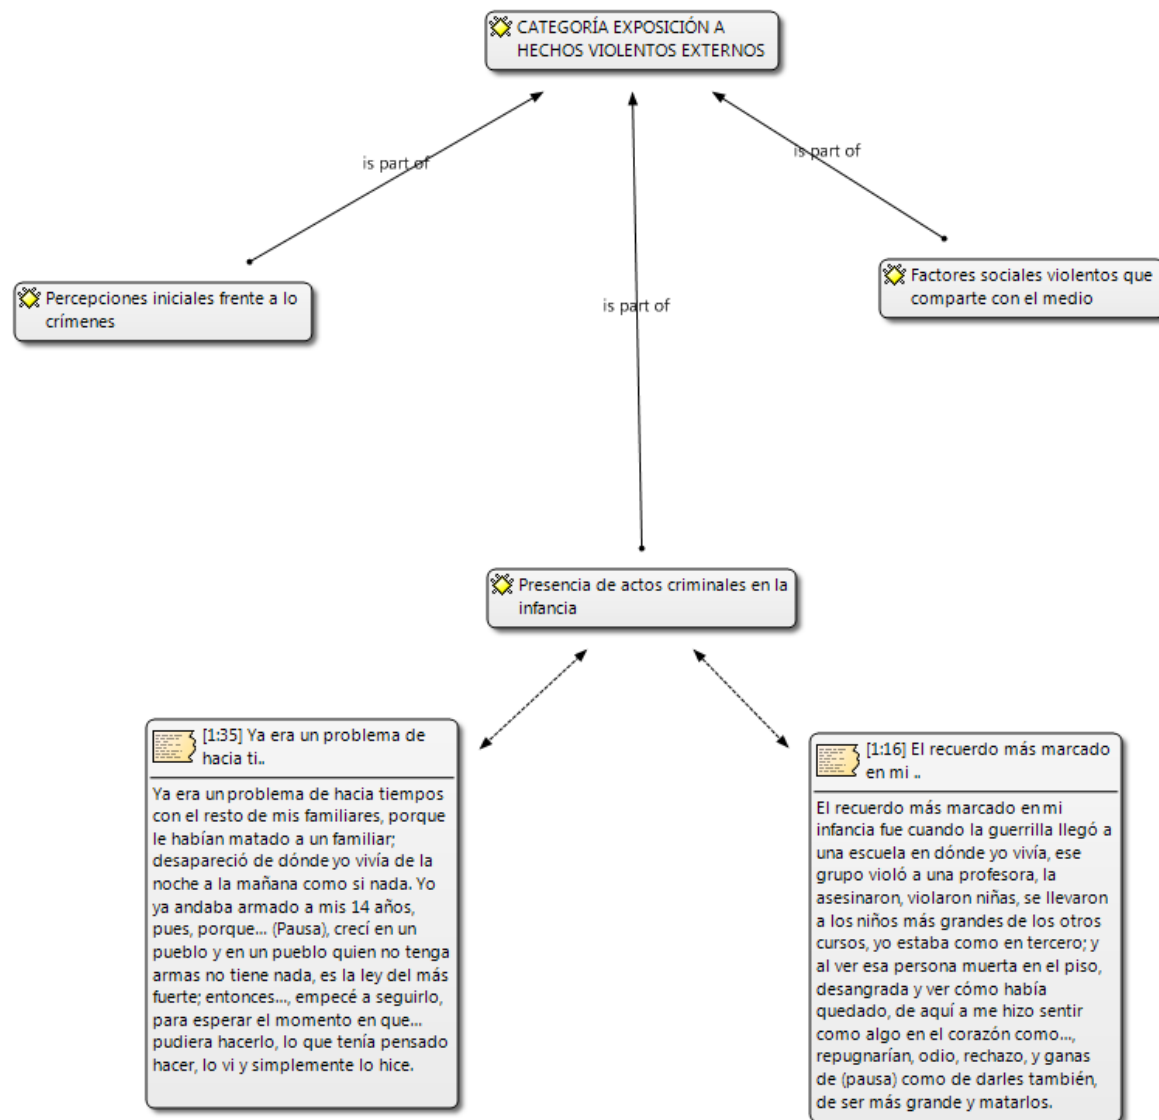 CATEGORÍA EXPOSICIÓN A
HECHOS VIOLENTOS EXTERNOS
is part of
is part of
is part of
Percepciones iniciales frente a lo
crímenes
Factores sociales violentos que
comparte con el medio
Presencia de actos criminales en la
infancia
[1:35] Ya era un problema de
hacia ti..
Ya era un problema de hacia tiempos
con el resto de mis familiares, porque
le habían matado a un familiar;
desapareció de dónde yo vivía de la
noche a la mañana como si nada. Yo
ya andaba armado a mis 14 años,
pues, porque... (Pausa), crecí en un
pueblo y en un pueblo quien no tenga
armas no tiene nada, es la ley del más
fuerte; entonces..., empecé a seguirlo,
para esperar el momento en que...
pudiera hacerlo, lo que tenía pensado
hacer, lo vi y simplemente lo hice.
[1:16] El recuerdo más marcado
en mi ..
El recuerdo más marcado en mi
infancia fue cuando la guerrilla llegó a
una escuela en dónde yo vivía, ese
grupo violó a una profesora, la
asesinaron, violaron niñas, se llevaron
a los niños más grandes de los otros
cursos, yo estaba como en tercero; y
al ver esa persona muerta en el piso,
desangrada y ver cómo había
quedado, de aquí a me hizo sentir
como algo en el corazón como...,
repugnarían, odio, rechazo, y ganas
de (pausa) como de darles también,
de ser más grande y matarlos.